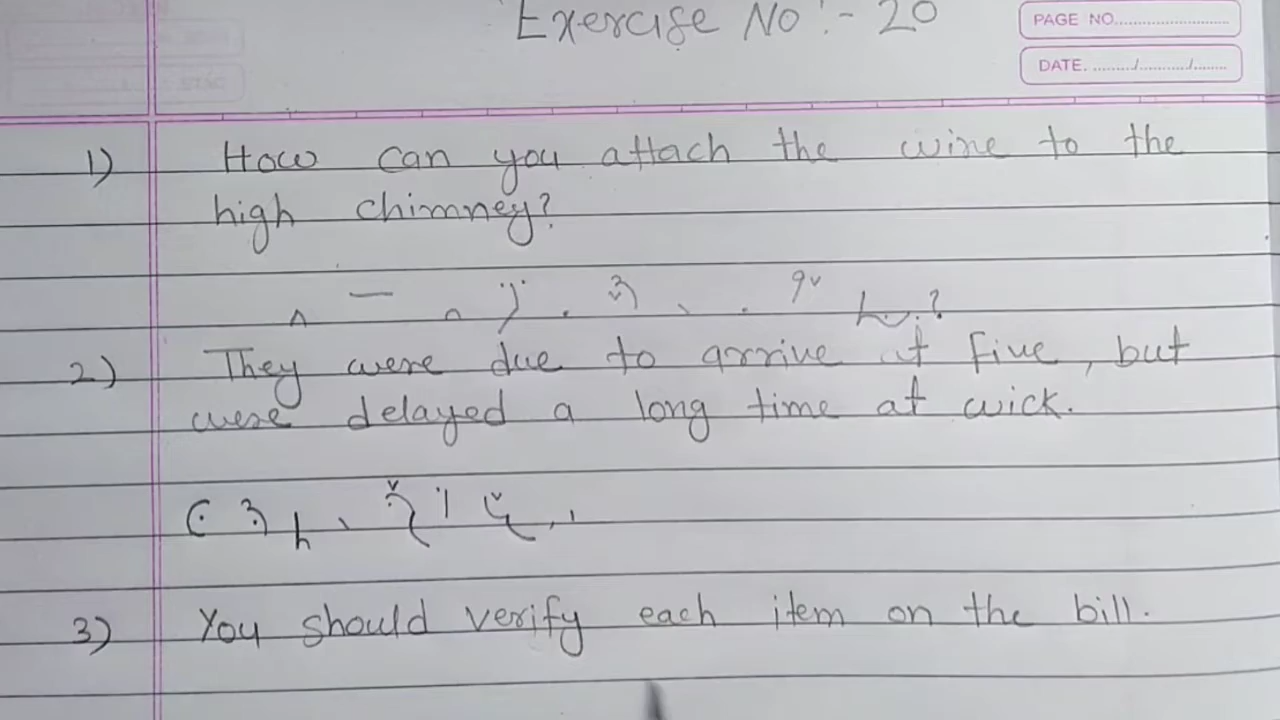 Exercise No :- 20
PAGE NO.
DATE. / /
1) How can you attach the wire to the
high chimney?
2) They were due to arrive at five, but
were delayed a long time at wick.
3) You should verify each item on the bill.